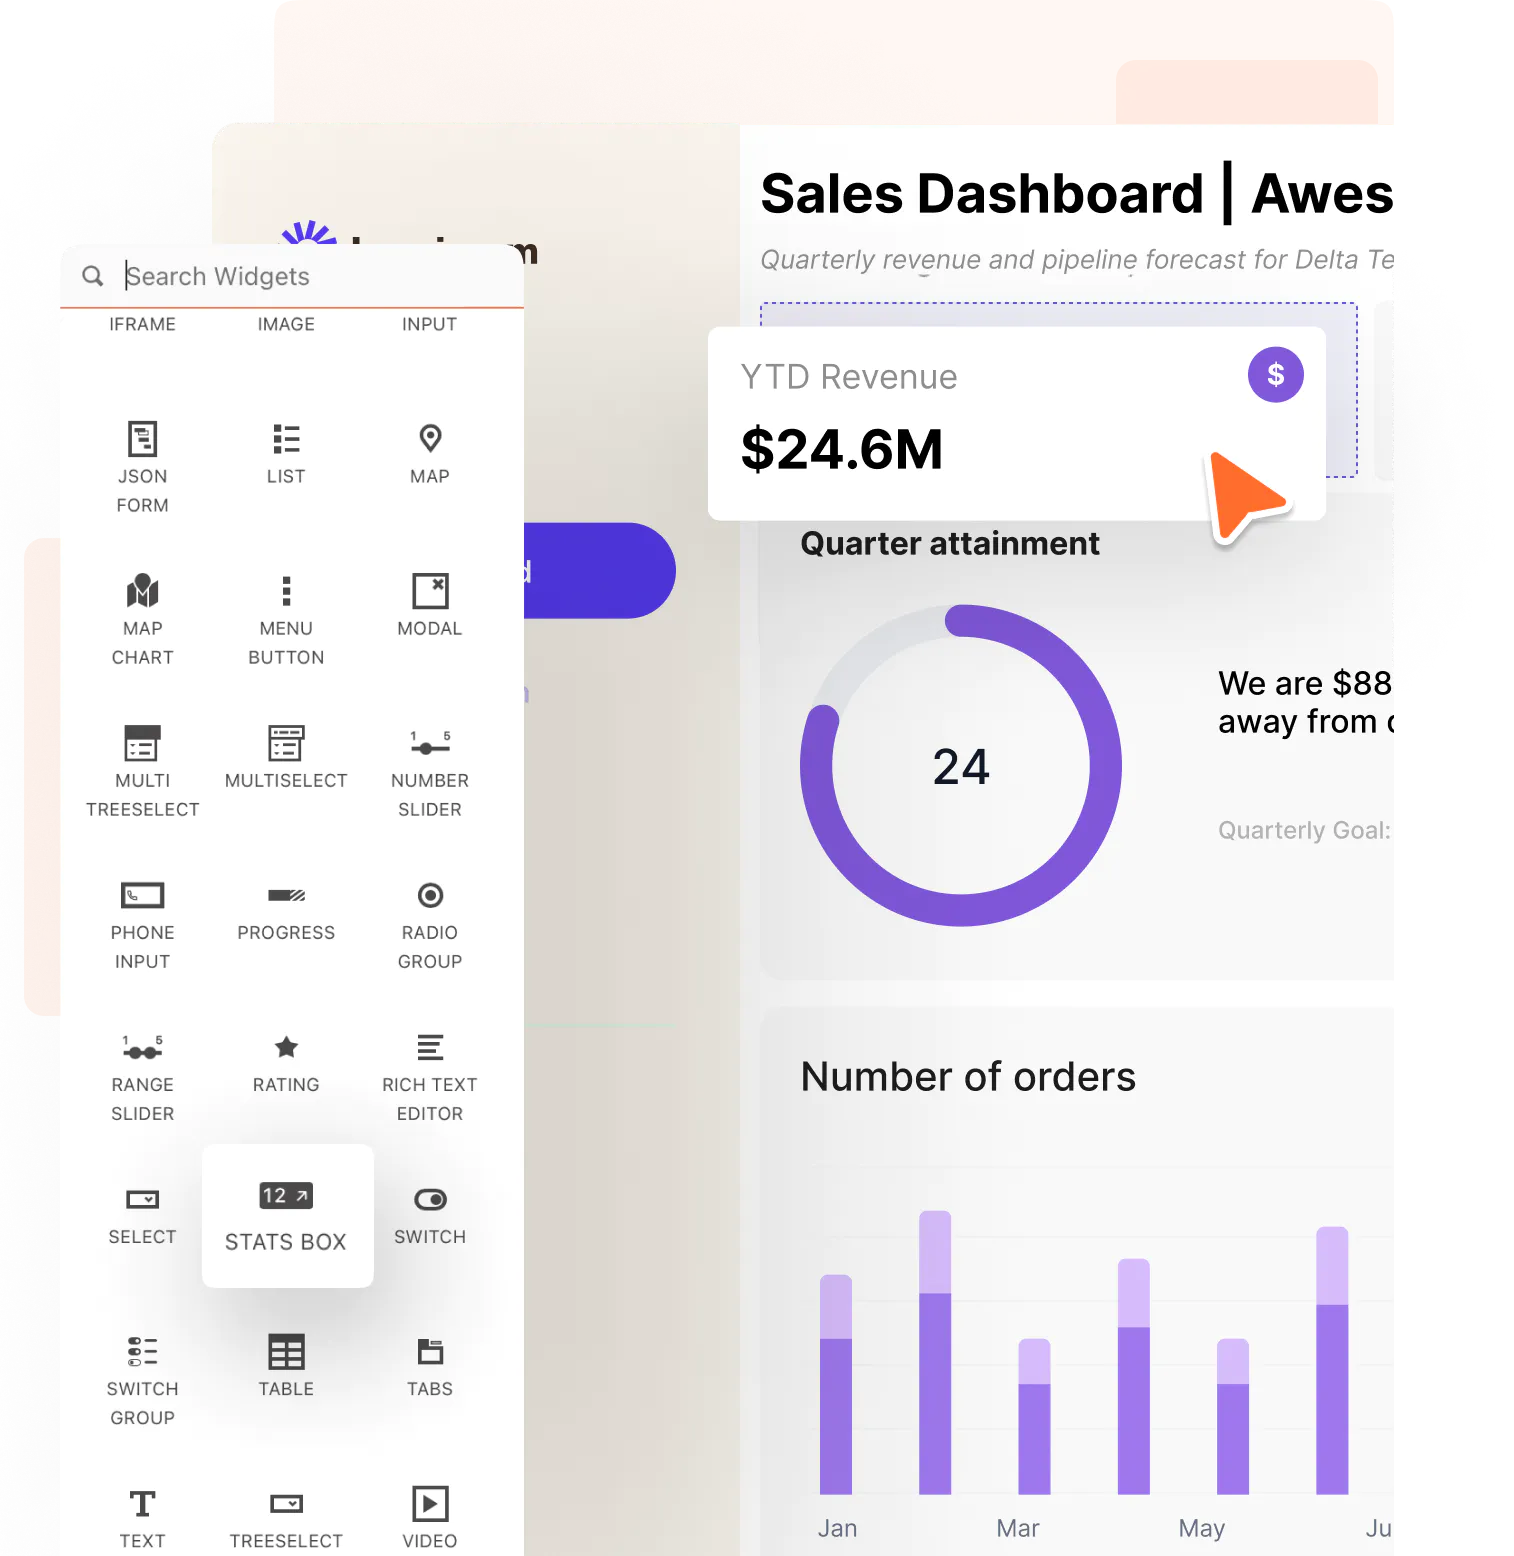 Sales Dashboard | Awes
Quarterly revenue and pipeline forecast for Delta Te
Search Widgets
IFRAME
IMAGE
INPUT
JSON
FORM
LIST
MAP
MAP
CHART
MENU
BUTTON
MODAL
MULTI
TREESELECT
MULTISELECT
NUMBER
SLIDER
1 5
PHONE
INPUT
PROGRESS
RADIO
GROUP
1 5
RANGE
SLIDER
RATING
RICH TEXT
EDITOR
SELECT
12
STATS BOX
SWITCH
SWITCH
GROUP
TABLE
TABS
T
TEXT
TREESELECT
VIDEO
YTD Revenue
$
$24.6M
Quarter attainment
24
We are $88
away from
Quarterly Goal:
Number of orders
Jan
Mar
May
Ju